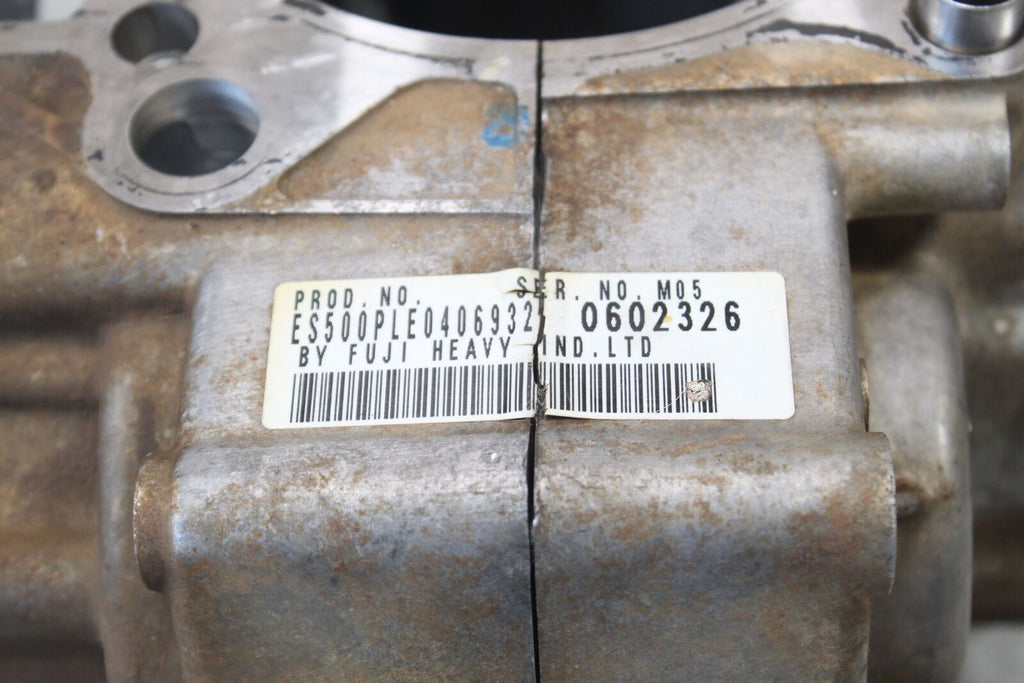 PROD.NO. SER.NO.M05
ES500PLE0406932 0602326
BY FUJI HEAVY IND.LTD